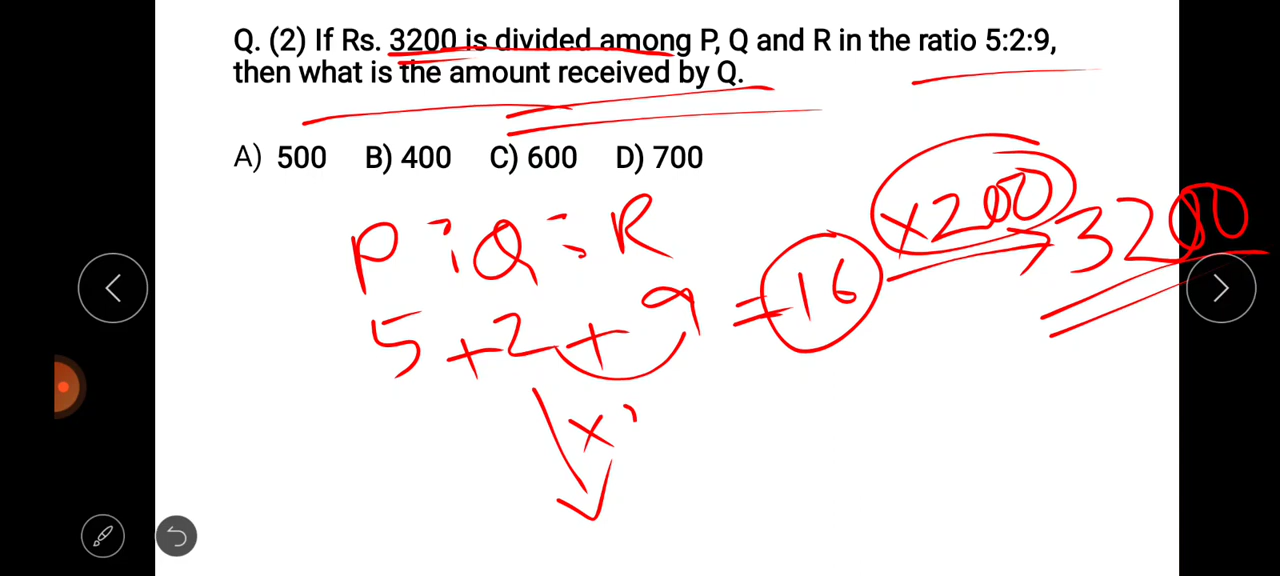 Q. (2) If Rs. 3200 is divided among P, Q and R in the ratio 5:2:9,
then what is the amount received by Q.
A) 500 B) 400 C) 600 D) 700
P : Q : R
5 + 2 + 9 = 16 ×200 → 3200
×